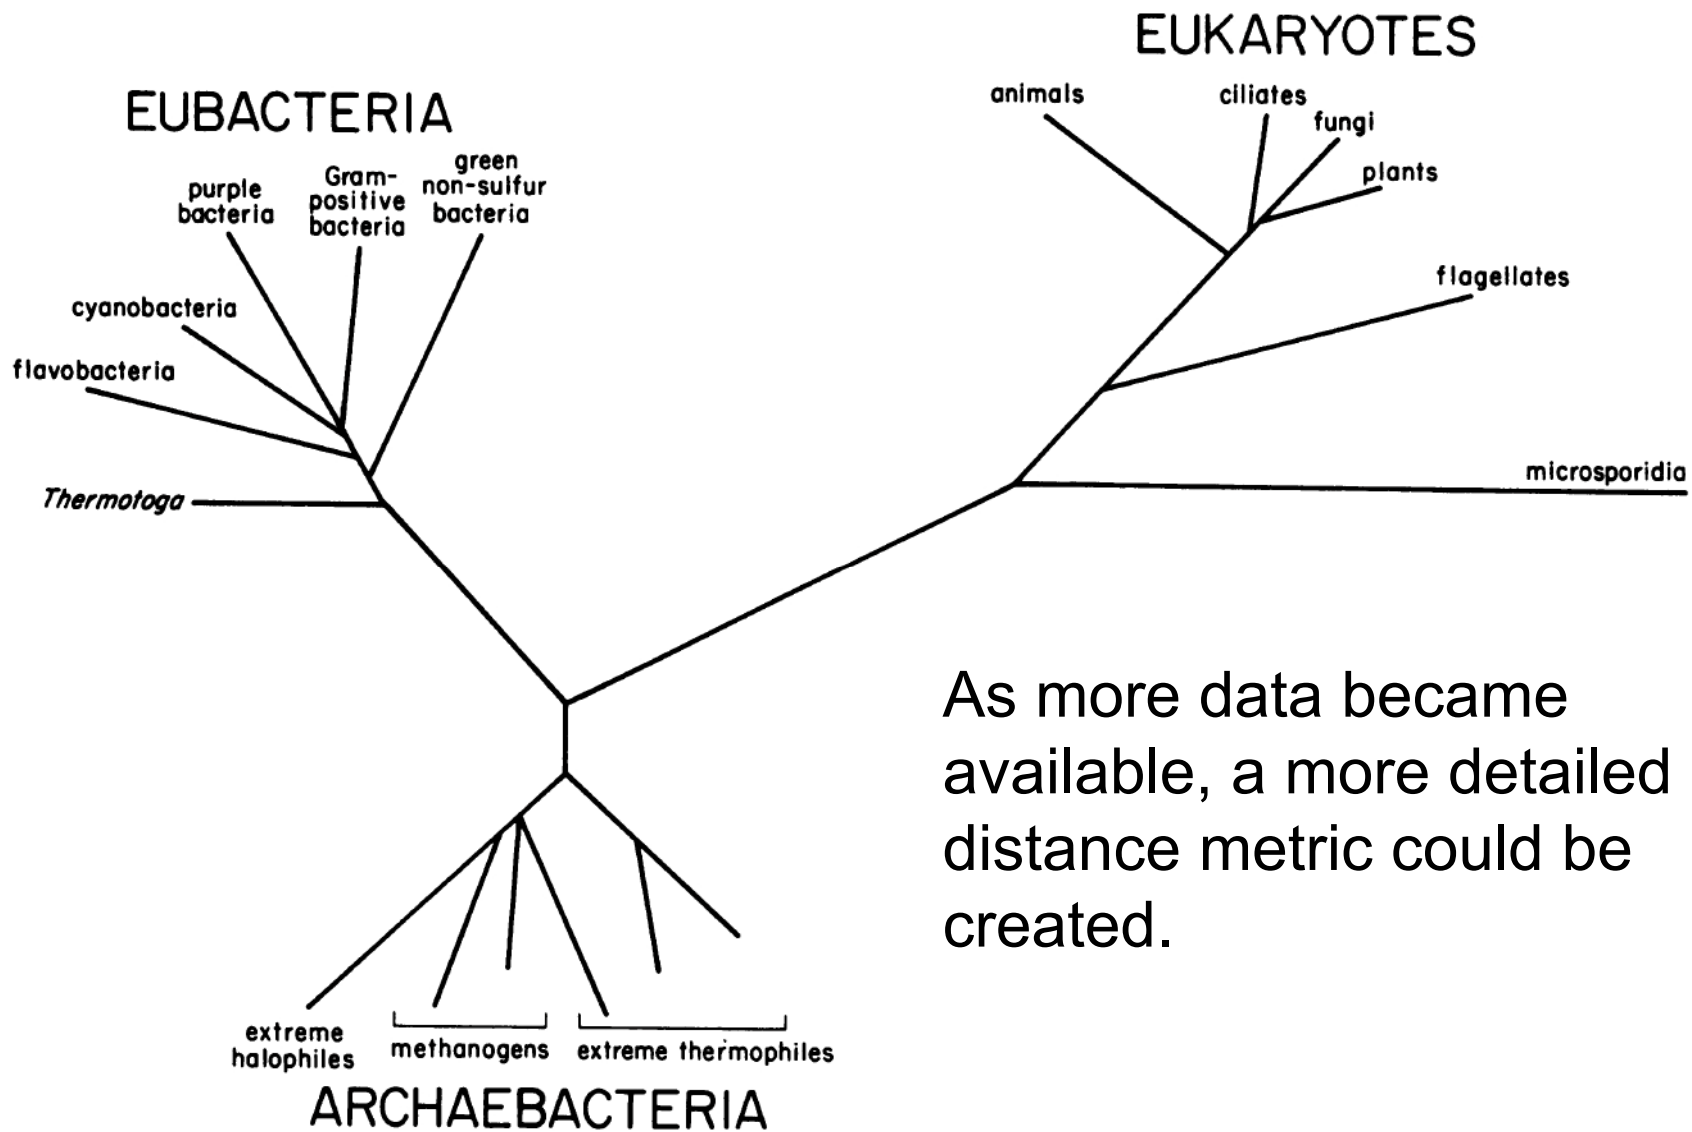 EUBACTERIA
purple
bacteria
Gram-
positive
bacteria
green
non-sulfur
bacteria
cyanobacteria
flavobacteria
Thermotoga
EUKARYOTES
animals
ciliates
fungi
plants
flagellates
microsporidia
As more data became
available, a more detailed
distance metric could be
created.
extreme
halophiles
methanogens
extreme thermophiles
ARCHAEBACTERIA